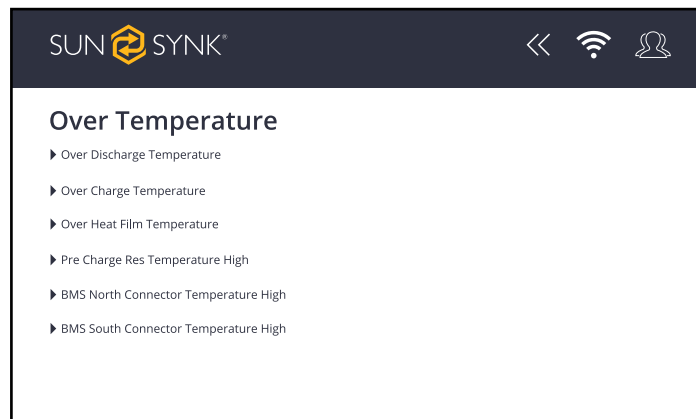 SUN SYNK®
Over Temperature
Over Discharge Temperature
Over Charge Temperature
Over Heat Film Temperature
Pre Charge Res Temperature High
BMS North Connector Temperature High
BMS South Connector Temperature High